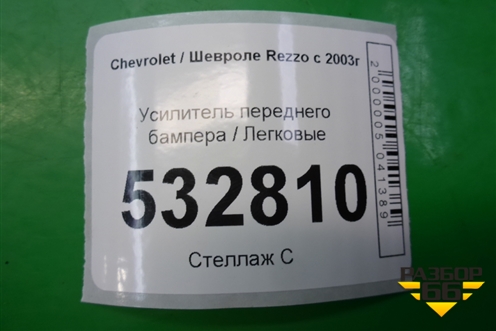 Chevrolet / Шевроле Rezzo с 2003г
Усилитель переднего
бампера / Легковые
532810
Стеллаж С
2000005041389
РАЗБОР
66